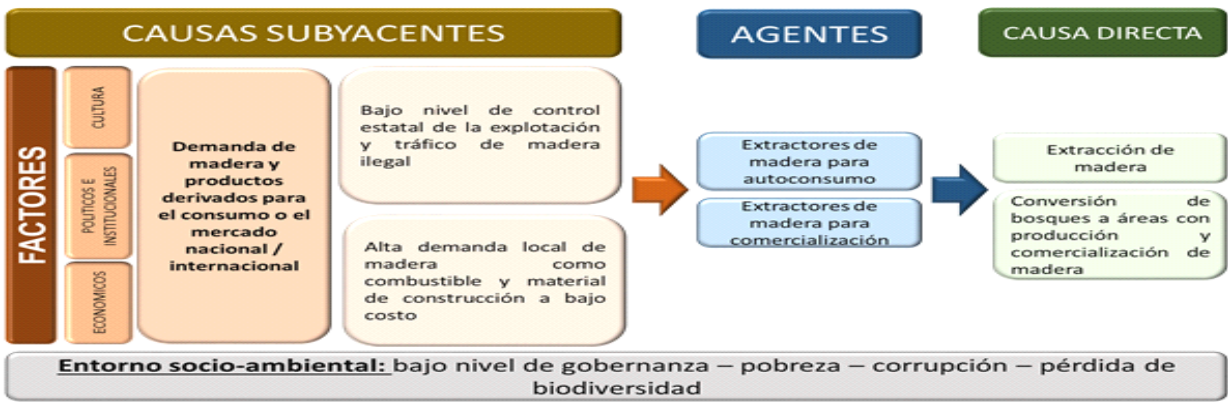 CAUSAS SUBYACENTES
AGENTES
CAUSA DIRECTA
FACTORES
CULTURA
POLITICOS E
INSTITUCIONALES
ECONOMICOS
Demanda de
madera y
productos
derivados para
el consumo o el
mercado
nacional /
internacional
Bajo nivel de control
estatal de la explotación
y tráfico de madera
ilegal
Alta demanda local de
madera como
combustible y material
de construcción a bajo
costo
Extractores de
madera para
autoconsumo
Extractores de
madera para
comercialización
Extracción de
madera
Conversión de
bosques a áreas con
producción y
comercialización de
madera
Entorno socio-ambiental: bajo nivel de gobernanza – pobreza – corrupción – pérdida de
biodiversidad